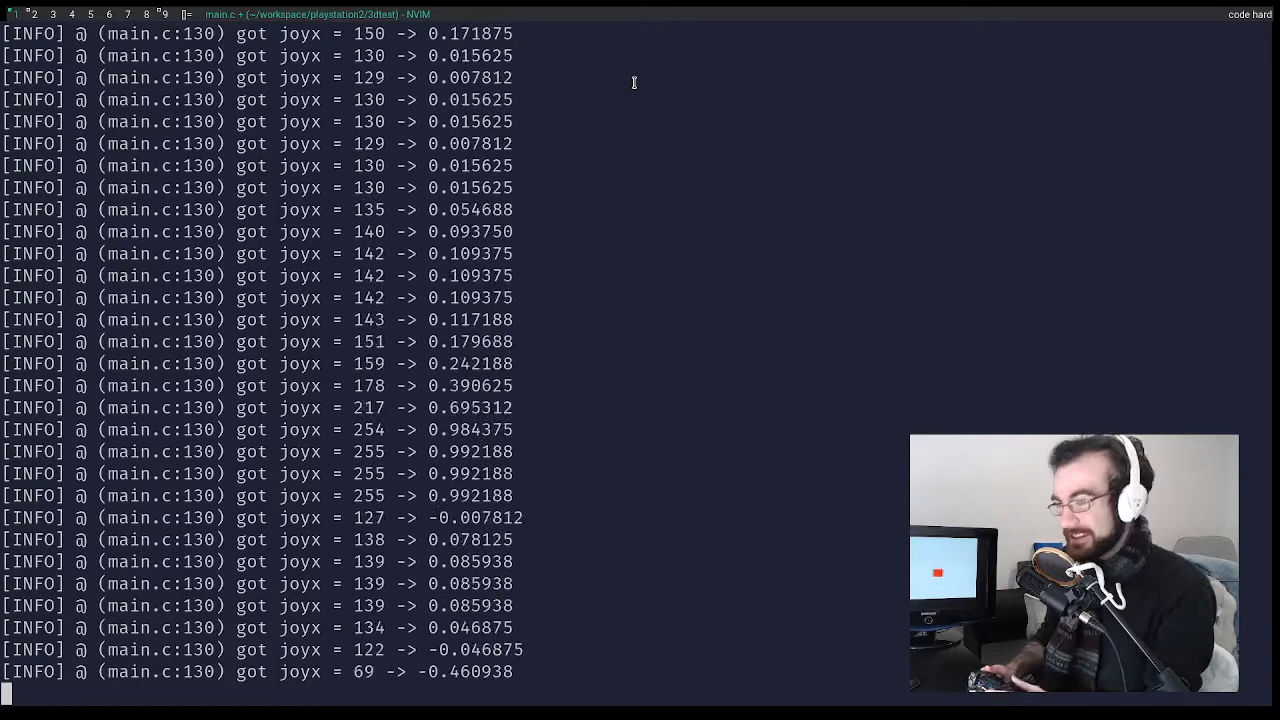 1 2 3 4 5 6 7 8 9 []= main.c + (~/workspace/playstation2/3dtest) - NVIM code hard
[INFO] @ (main.c:130) got joyx = 150 -> 0.171875
[INFO] @ (main.c:130) got joyx = 130 -> 0.015625
[INFO] @ (main.c:130) got joyx = 129 -> 0.007812
[INFO] @ (main.c:130) got joyx = 130 -> 0.015625
[INFO] @ (main.c:130) got joyx = 130 -> 0.015625
[INFO] @ (main.c:130) got joyx = 129 -> 0.007812
[INFO] @ (main.c:130) got joyx = 130 -> 0.015625
[INFO] @ (main.c:130) got joyx = 130 -> 0.015625
[INFO] @ (main.c:130) got joyx = 135 -> 0.054688
[INFO] @ (main.c:130) got joyx = 140 -> 0.093750
[INFO] @ (main.c:130) got joyx = 142 -> 0.109375
[INFO] @ (main.c:130) got joyx = 142 -> 0.109375
[INFO] @ (main.c:130) got joyx = 142 -> 0.109375
[INFO] @ (main.c:130) got joyx = 143 -> 0.117188
[INFO] @ (main.c:130) got joyx = 151 -> 0.179688
[INFO] @ (main.c:130) got joyx = 159 -> 0.242188
[INFO] @ (main.c:130) got joyx = 178 -> 0.390625
[INFO] @ (main.c:130) got joyx = 217 -> 0.695312
[INFO] @ (main.c:130) got joyx = 254 -> 0.984375
[INFO] @ (main.c:130) got joyx = 255 -> 0.992188
[INFO] @ (main.c:130) got joyx = 255 -> 0.992188
[INFO] @ (main.c:130) got joyx = 255 -> 0.992188
[INFO] @ (main.c:130) got joyx = 127 -> -0.007812
[INFO] @ (main.c:130) got joyx = 138 -> 0.078125
[INFO] @ (main.c:130) got joyx = 139 -> 0.085938
[INFO] @ (main.c:130) got joyx = 139 -> 0.085938
[INFO] @ (main.c:130) got joyx = 139 -> 0.085938
[INFO] @ (main.c:130) got joyx = 134 -> 0.046875
[INFO] @ (main.c:130) got joyx = 122 -> -0.046875
[INFO] @ (main.c:130) got joyx = 69 -> -0.460938